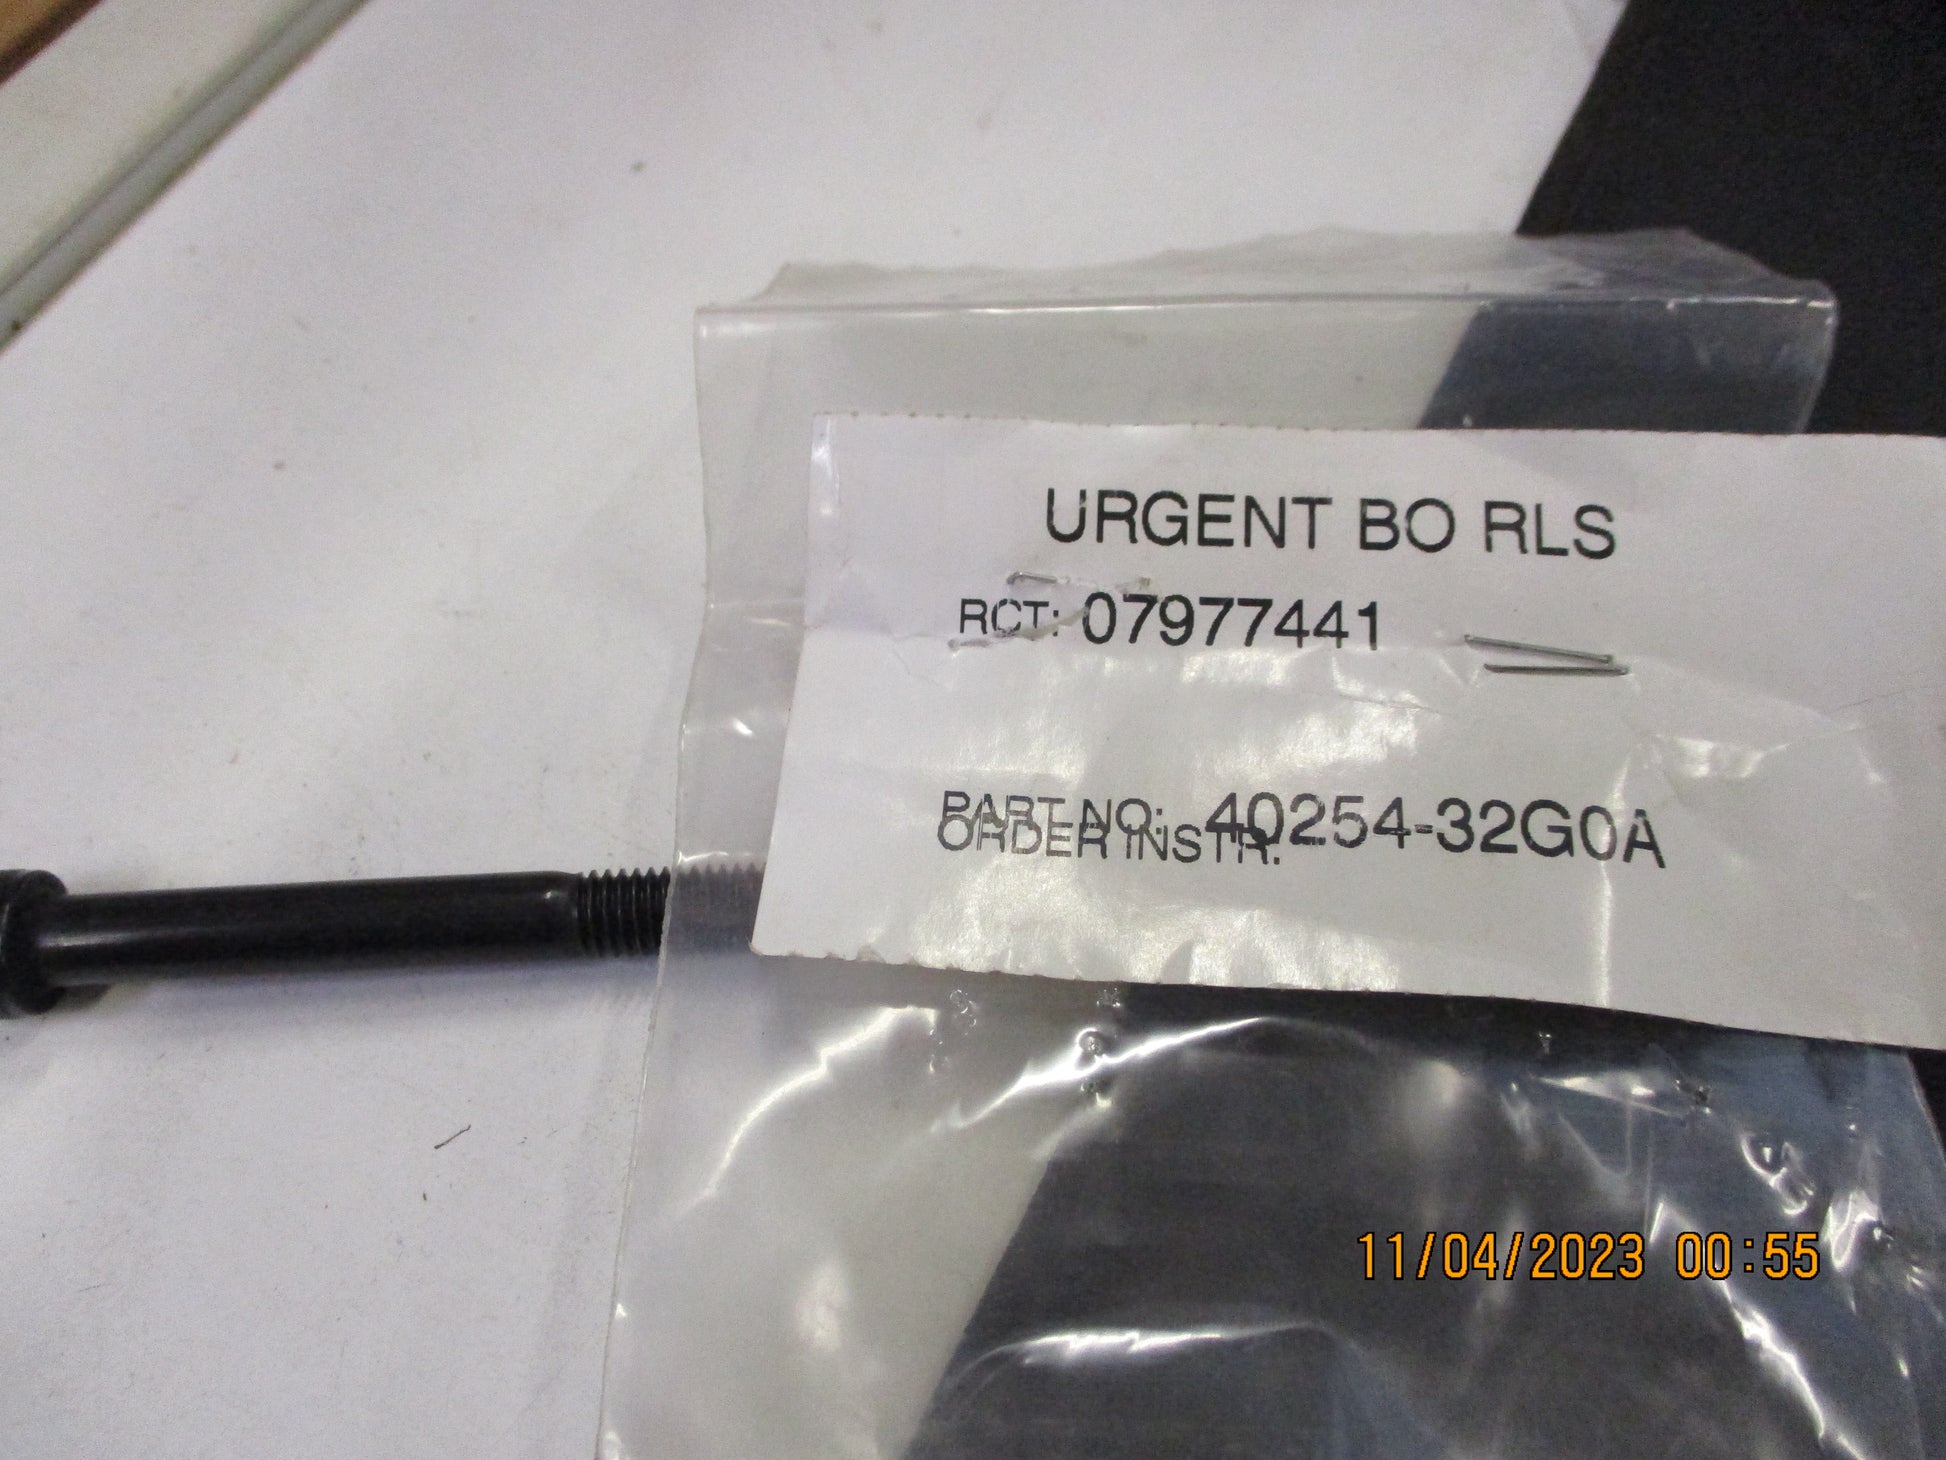 URGENT BO RLS
RCT: 07977441
PART NO: 40254-32G0A
ORDER INSTR:
11/04/2023 00:55